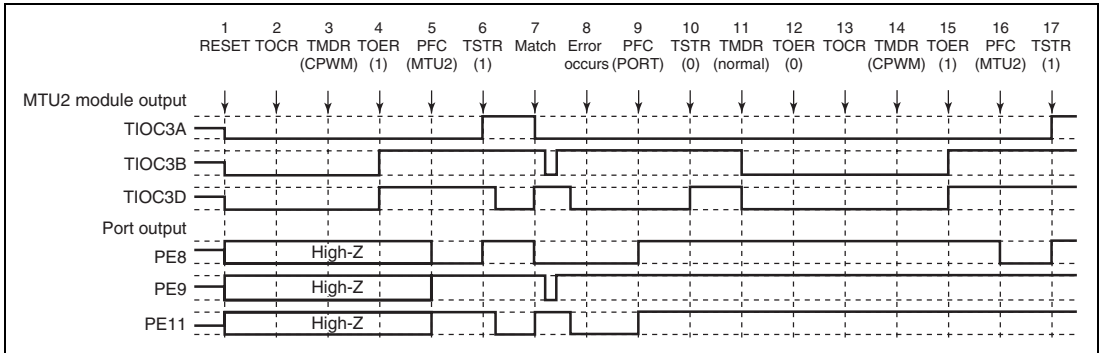 1 2 3 4 5 6 7 8 9 10 11 12 13 14 15 16 17
RESET TOCR TMDR TOER PFC TSTR Match Error PFC TSTR TMDR TOER TOCR TMDR TOER PFC TSTR
(CPWM) (1) (MTU2) (1) occurs (PORT) (0) (normal) (0) (CPWM) (1) (MTU2) (1)
MTU2 module output
TIOC3A
TIOC3B
TIOC3D
Port output
PE8 High-Z
PE9 High-Z
PE11 High-Z